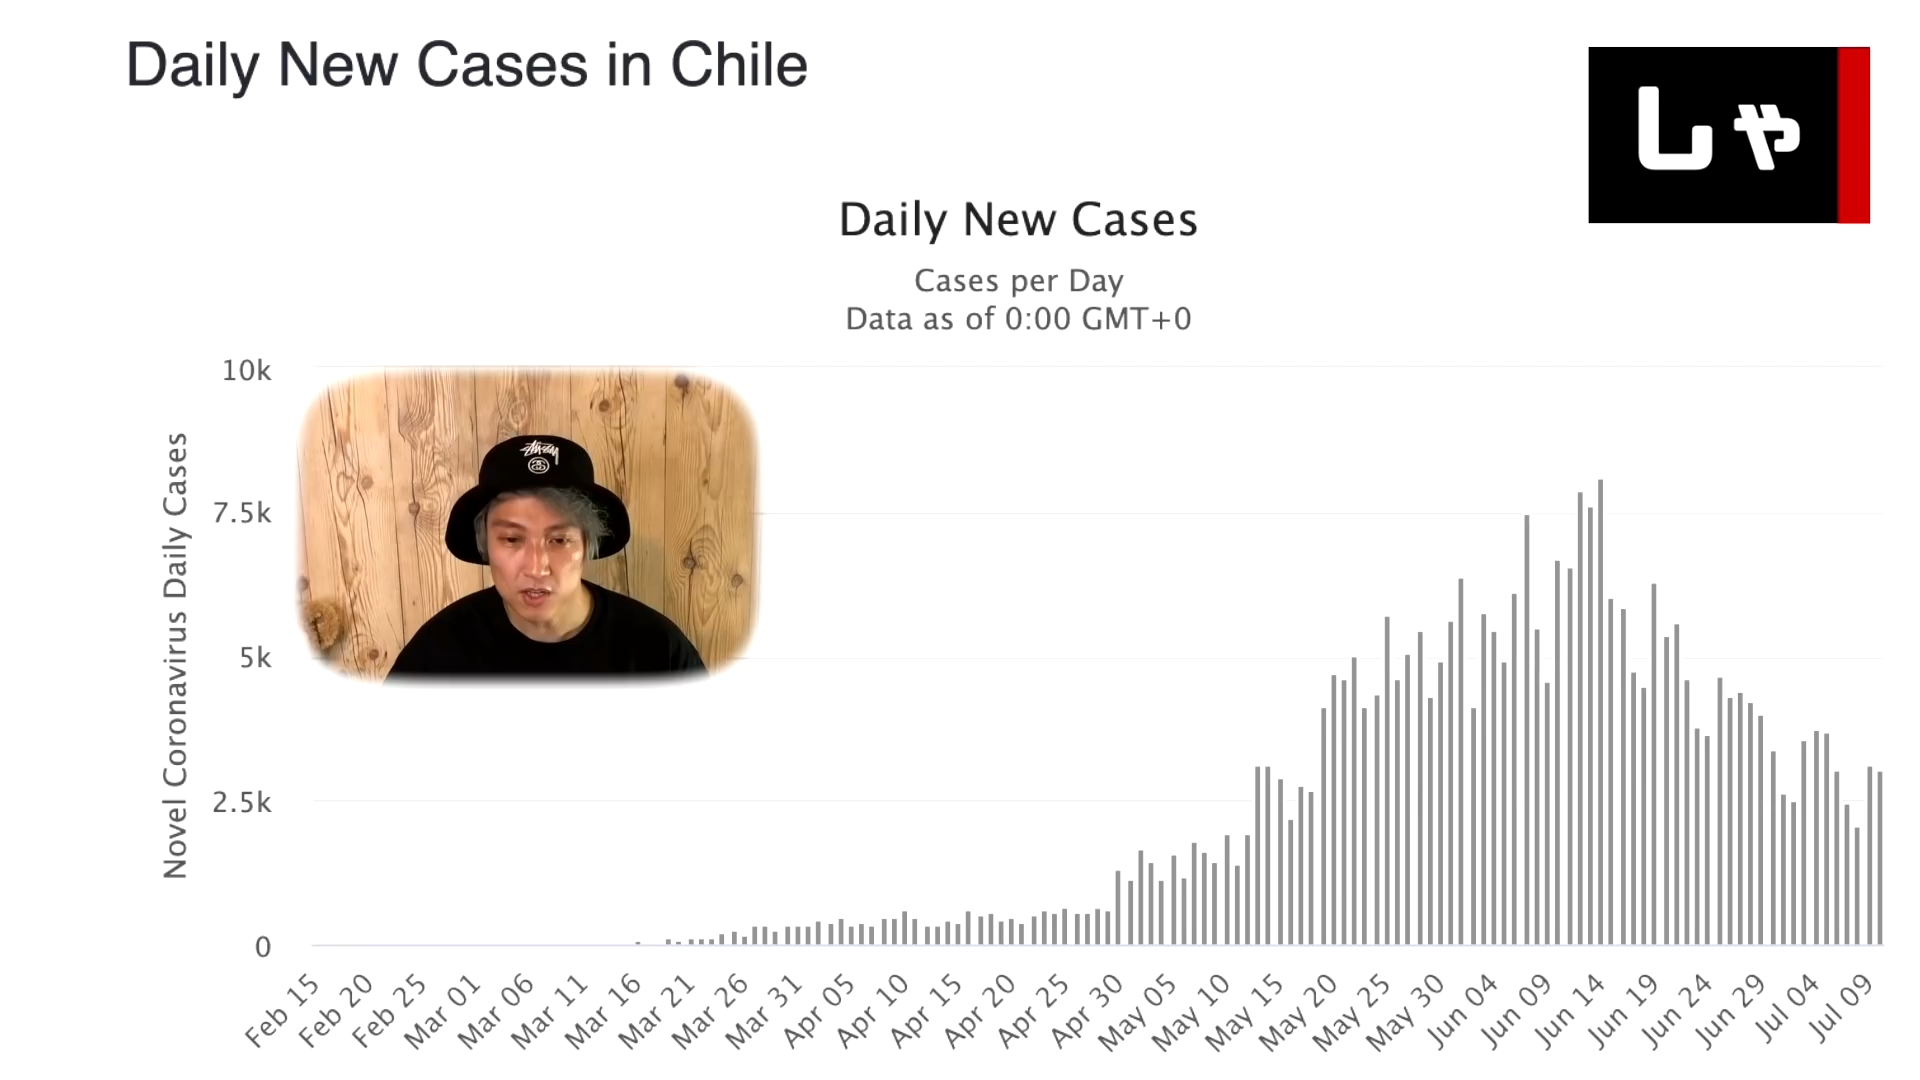 Daily New Cases in Chile
しゃ
Daily New Cases
Cases per Day
Data as of 0:00 GMT+0
Novel Coronavirus Daily Cases
10k
7.5k
5k
2.5k
0
STÜSSY
Feb 15
Feb 20
Feb 25
Mar 01
Mar 06
Mar 11
Mar 16
Mar 21
Mar 26
Mar 31
Apr 05
Apr 10
Apr 15
Apr 20
Apr 25
Apr 30
May 05
May 10
May 15
May 20
May 25
May 30
Jun 04
Jun 09
Jun 14
Jun 19
Jun 24
Jun 29
Jul 04
Jul 09